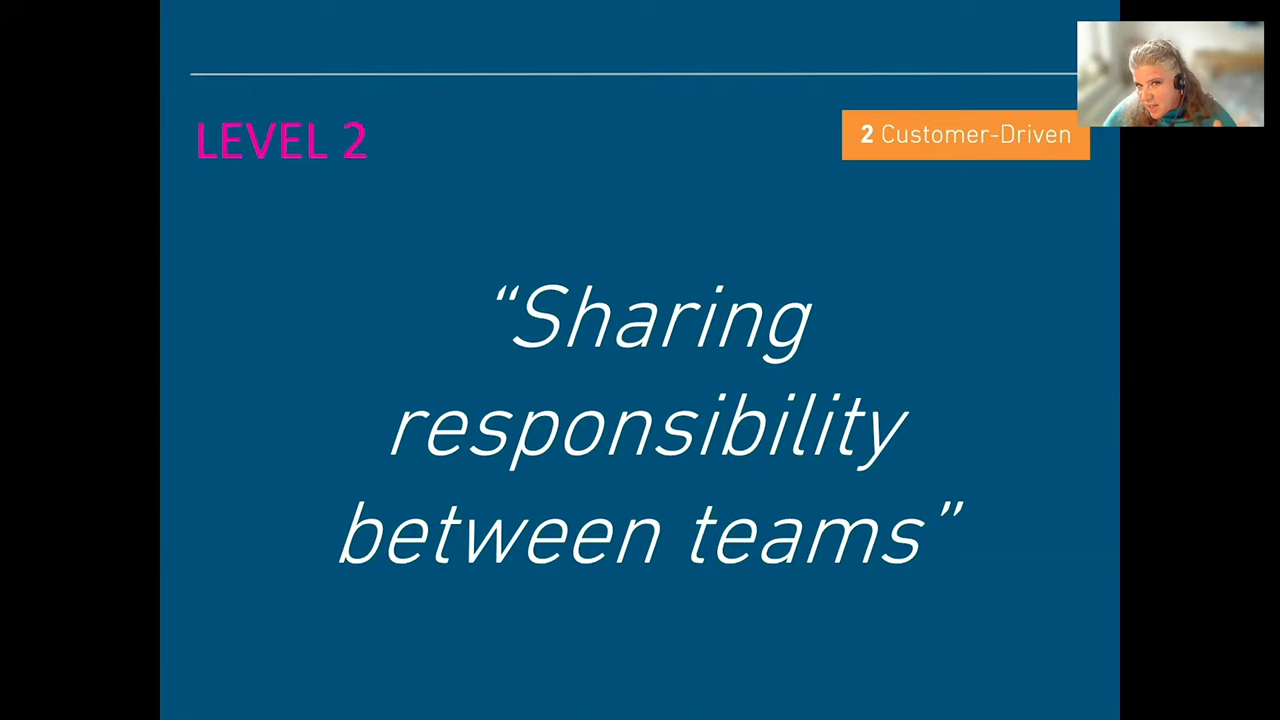 LEVEL 2
2 Customer-Driven
“Sharing
responsibility
between teams”